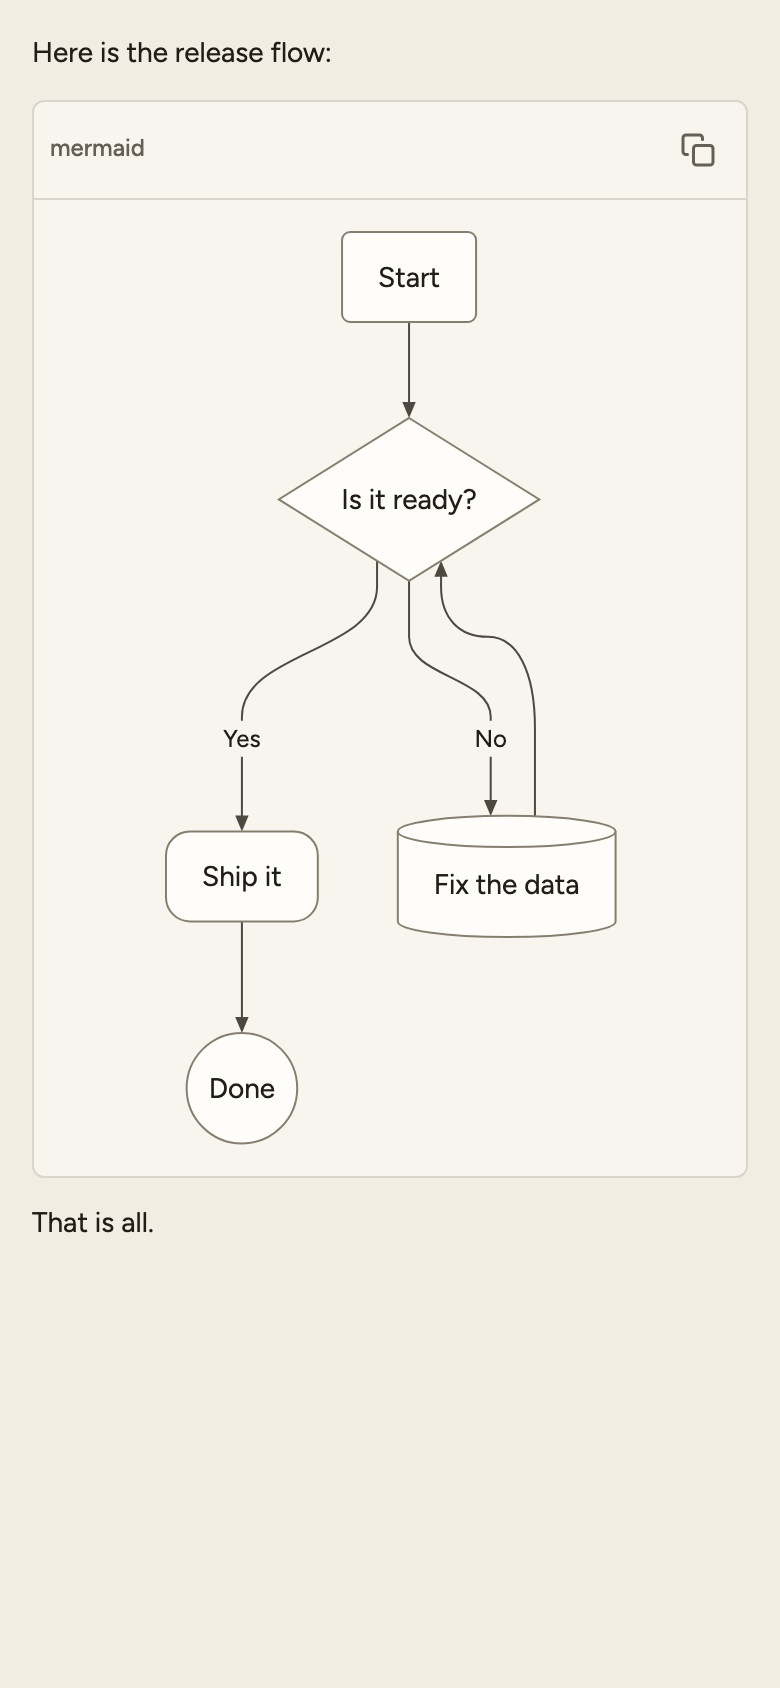 Here is the release flow:
mermaid
Start
Is it ready?
Yes
No
Ship it
Fix the data
Done
That is all.